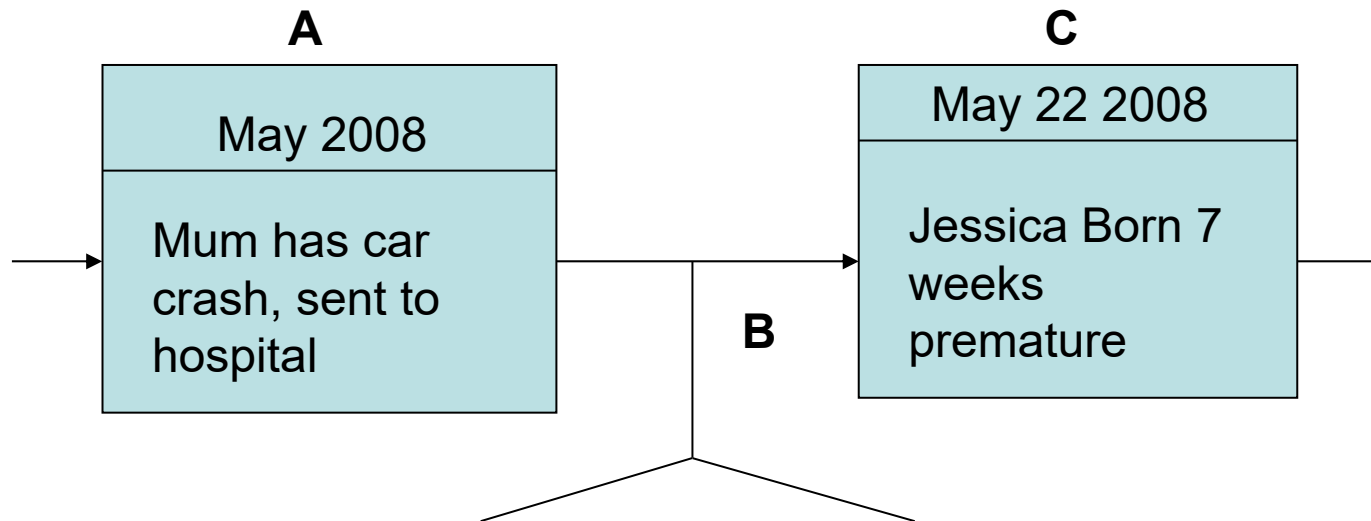 A
May 2008
Mum has car
crash, sent to
hospital
B
C
May 22 2008
Jessica Born 7
weeks
premature